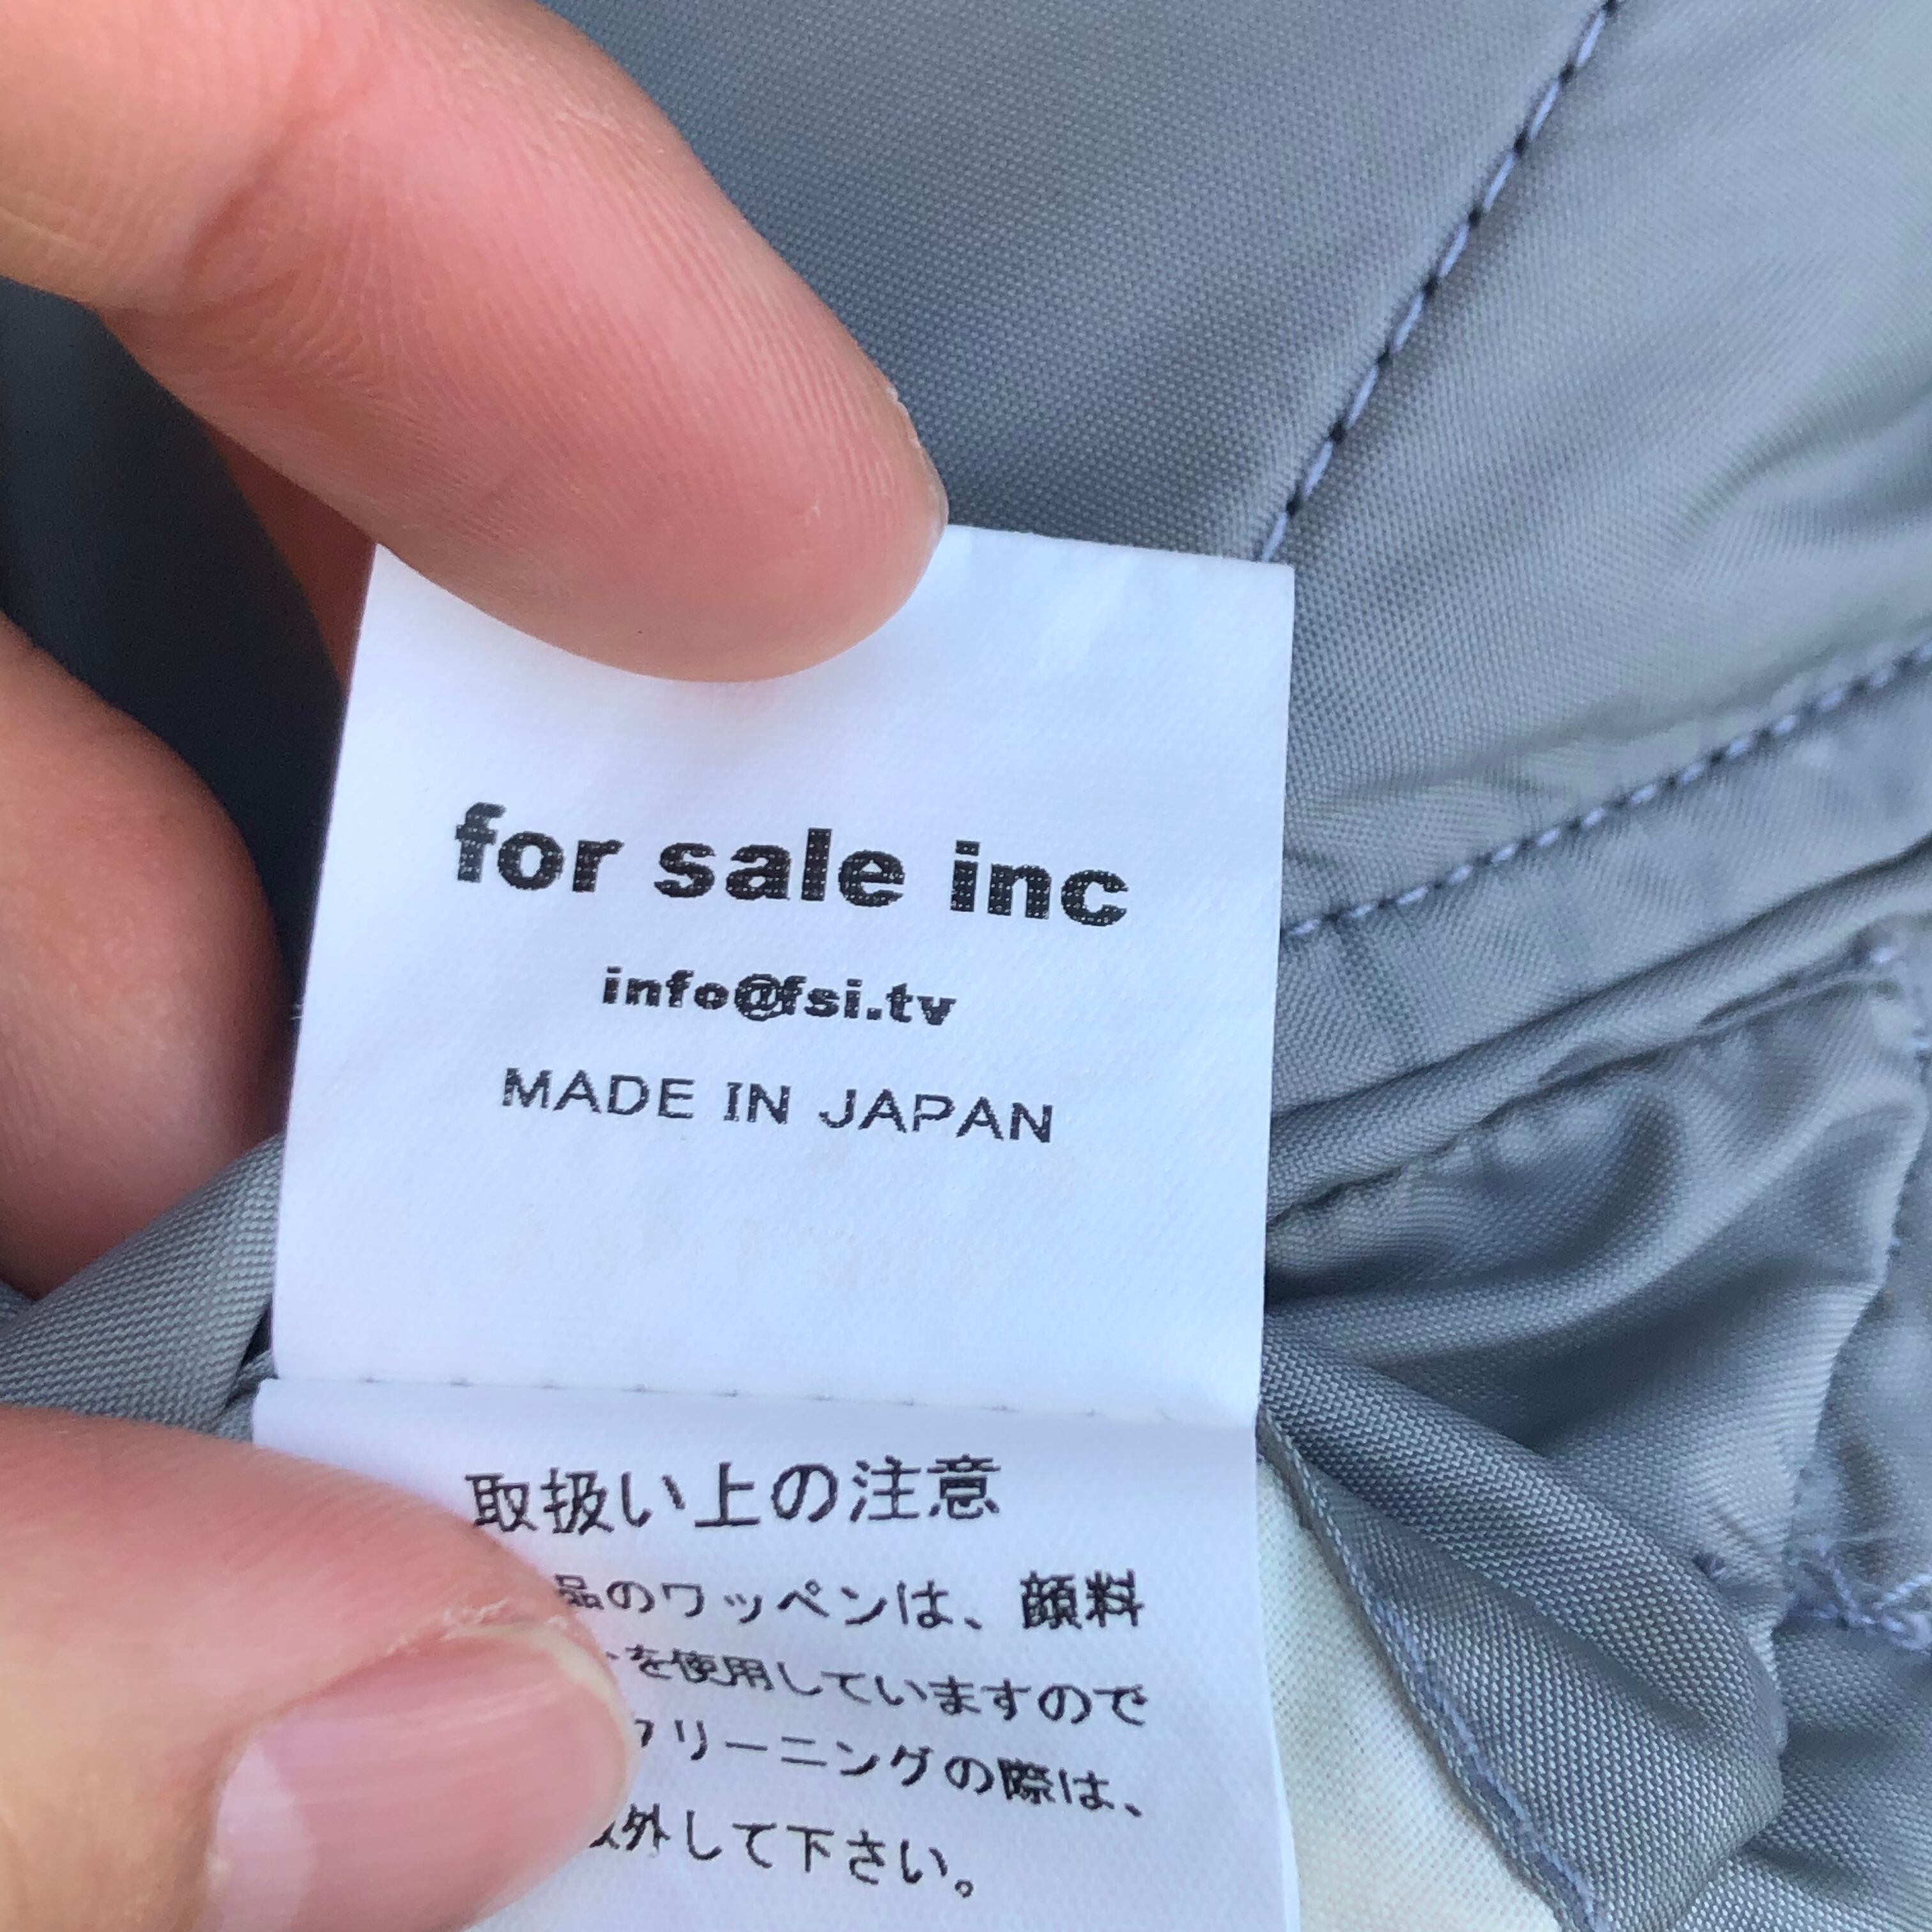 for sale inc
info@fsi.tv
MADE IN JAPAN
取扱い上の注意
品のワッペンは、顔料
を使用していますので
クリーニングの際は、
外して下さい。